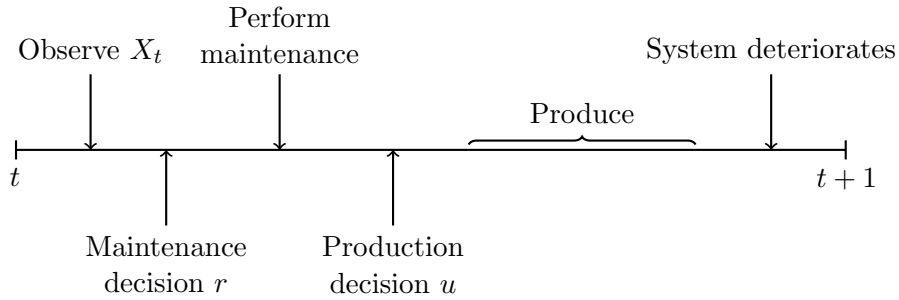 Perform
Observe X_t
maintenance
System deteriorates
Produce
t
t + 1
Maintenance
decision r
Production
decision u